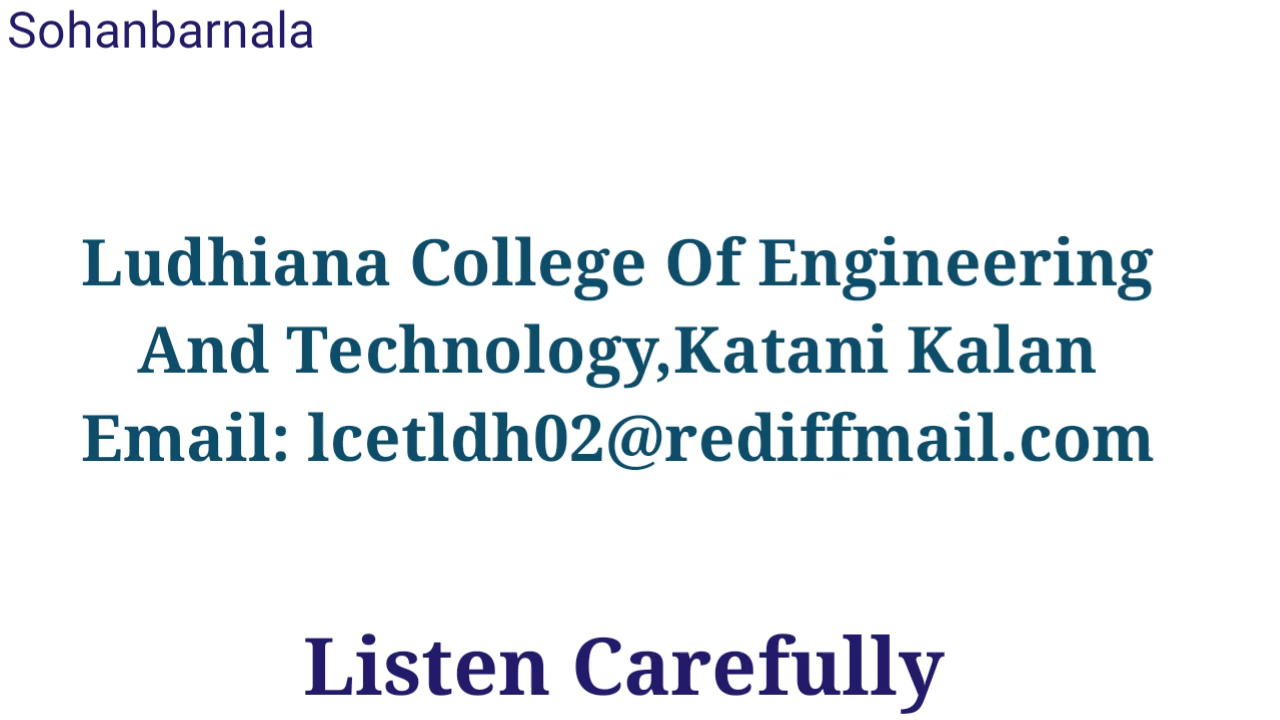 Sohanbarnala
Ludhiana College Of Engineering
And Technology,Katani Kalan
Email: lcetldh02@rediffmail.com
Listen Carefully